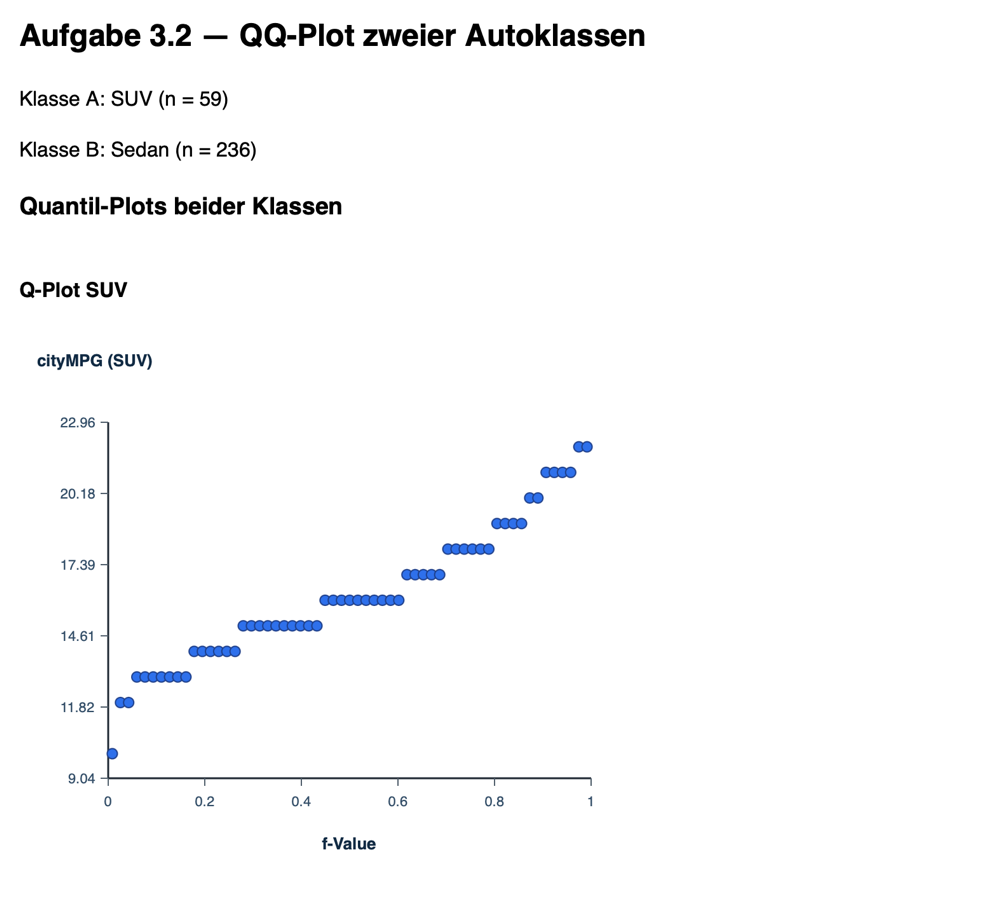 Aufgabe 3.2 — QQ-Plot zweier Autoklassen
Klasse A: SUV (n = 59)
Klasse B: Sedan (n = 236)
Quantil-Plots beider Klassen
Q-Plot SUV
cityMPG (SUV)
22.96
20.18
17.39
14.61
11.82
9.04
0 0.2 0.4 0.6 0.8 1
f-Value